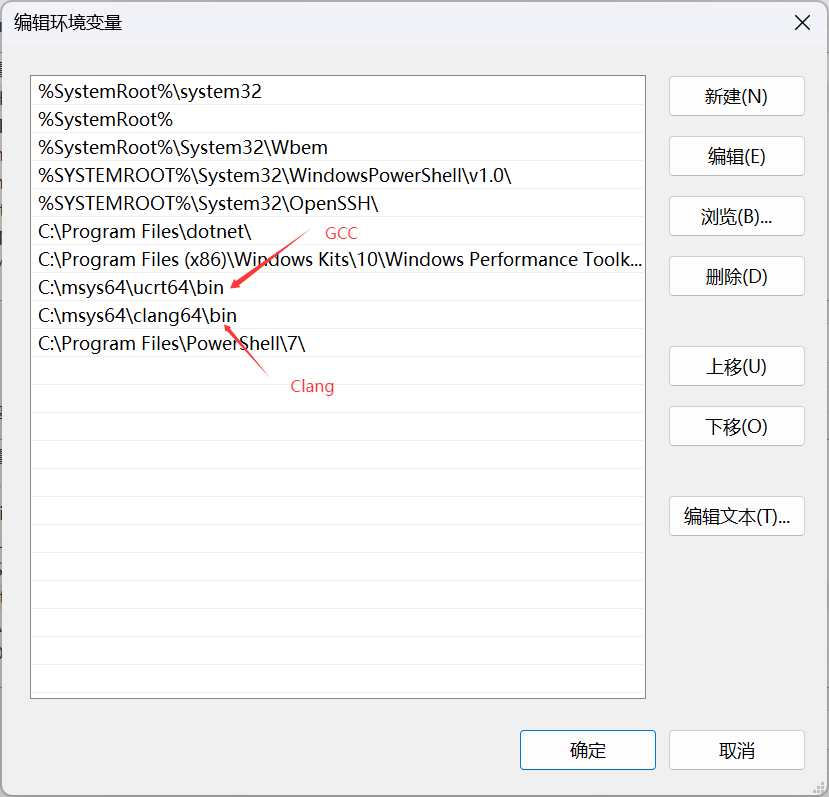 编辑环境变量
%SystemRoot%\system32
新建(N)
%SystemRoot%
%SystemRoot%\System32\Wbem
编辑(E)
%SYSTEMROOT%\System32\WindowsPowerShell\v1.0\
%SYSTEMROOT%\System32\OpenSSH\
浏览(B)...
C:\Program Files\dotnet\
GCC
C:\Program Files (x86)\Windows Kits\10\Windows Performance Toolk...
删除(D)
C:\msys64\ucrt64\bin
C:\msys64\clang64\bin
C:\Program Files\PowerShell\7\
上移(U)
Clang
下移(O)
编辑文本(T)...
确定
取消